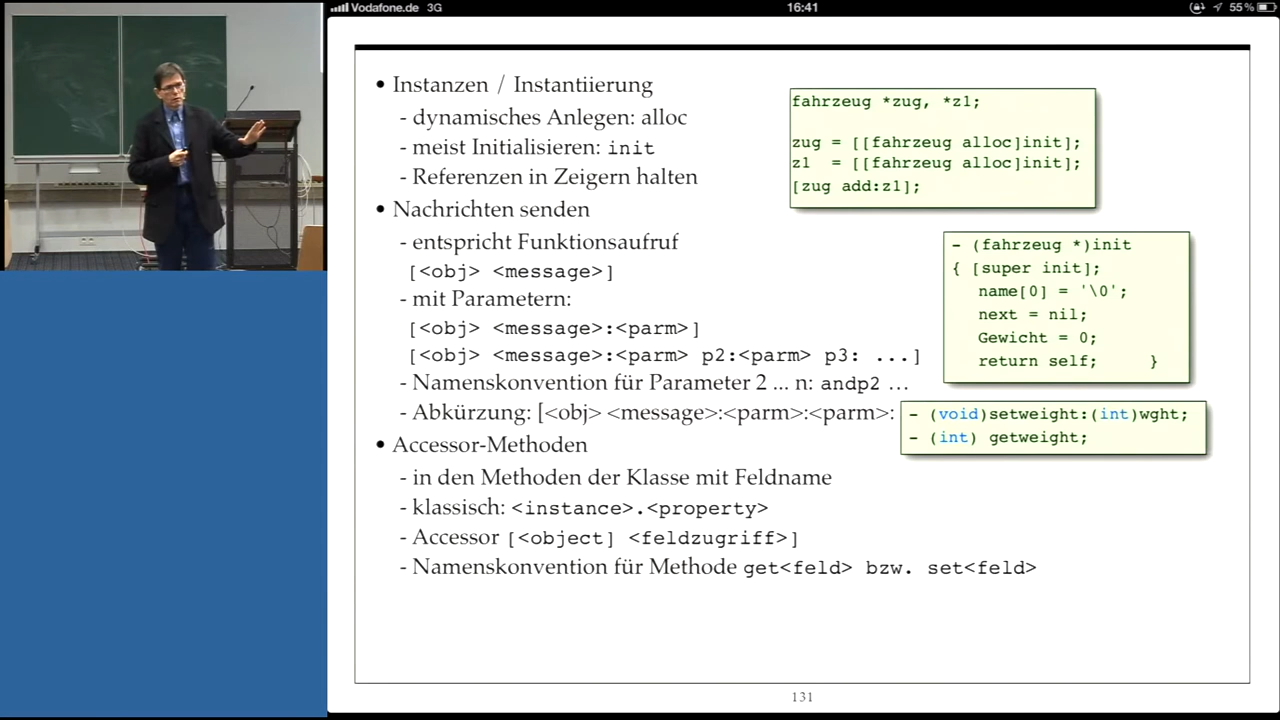 Vodafone.de 3G 16:41 55%
• Instanzen / Instantiierung
- dynamisches Anlegen: alloc
- meist Initialisieren: init
- Referenzen in Zeigern halten
fahrzeug *zug, *z1;
zug = [[fahrzeug alloc]init];
z1 = [[fahrzeug alloc]init];
[zug add:z1];
• Nachrichten senden
- entspricht Funktionsaufruf
[<obj> <message>]
- mit Parametern:
[<obj> <message>:<parm>]
[<obj> <message>:<parm> p2:<parm> p3: ...]
- Namenskonvention für Parameter 2 ... n: andp2 ...
- Abkürzung: [<obj> <message>:<parm>:<parm>:
- (fahrzeug *)init
{ [super init];
name[0] = '\0';
next = nil;
Gewicht = 0;
return self; }
- (void)setweight:(int)wght;
- (int) getweight;
• Accessor-Methoden
- in den Methoden der Klasse mit Feldname
- klassisch: <instance>.<property>
- Accessor [<object] <feldzugriff>]
- Namenskonvention für Methode get<feld> bzw. set<feld>
131